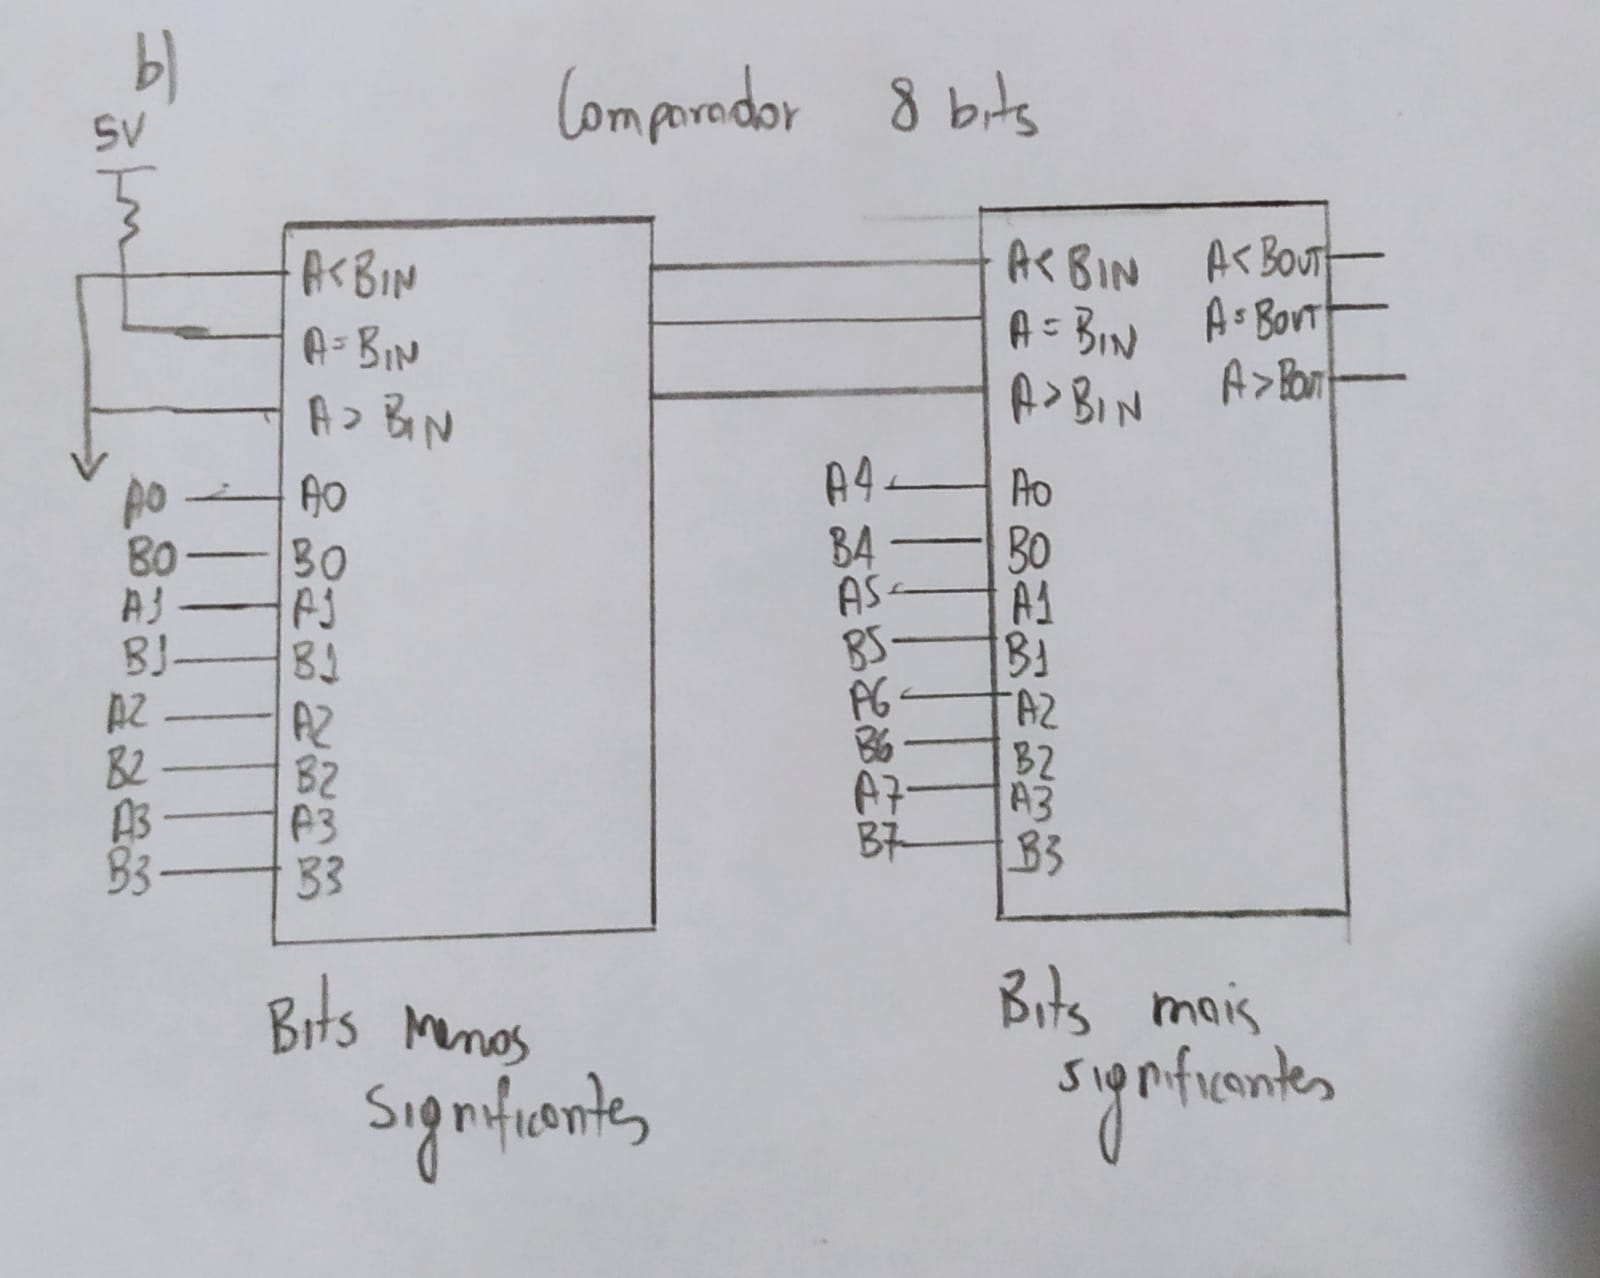 b)
Comparador 8 bits
5V
A<BIN
A=BIN
A>BIN
A0 A0
B0 B0
A1 A1
B1 B1
A2 A2
B2 B2
A3 A3
B3 B3
Bits menos
significantes
A<BIN A<BOUT
A=BIN A=BOUT
A>BIN A>BOUT
A4 A0
B4 B0
A5 A1
B5 B1
A6 A2
B6 B2
A7 A3
B7 B3
Bits mais
significantes